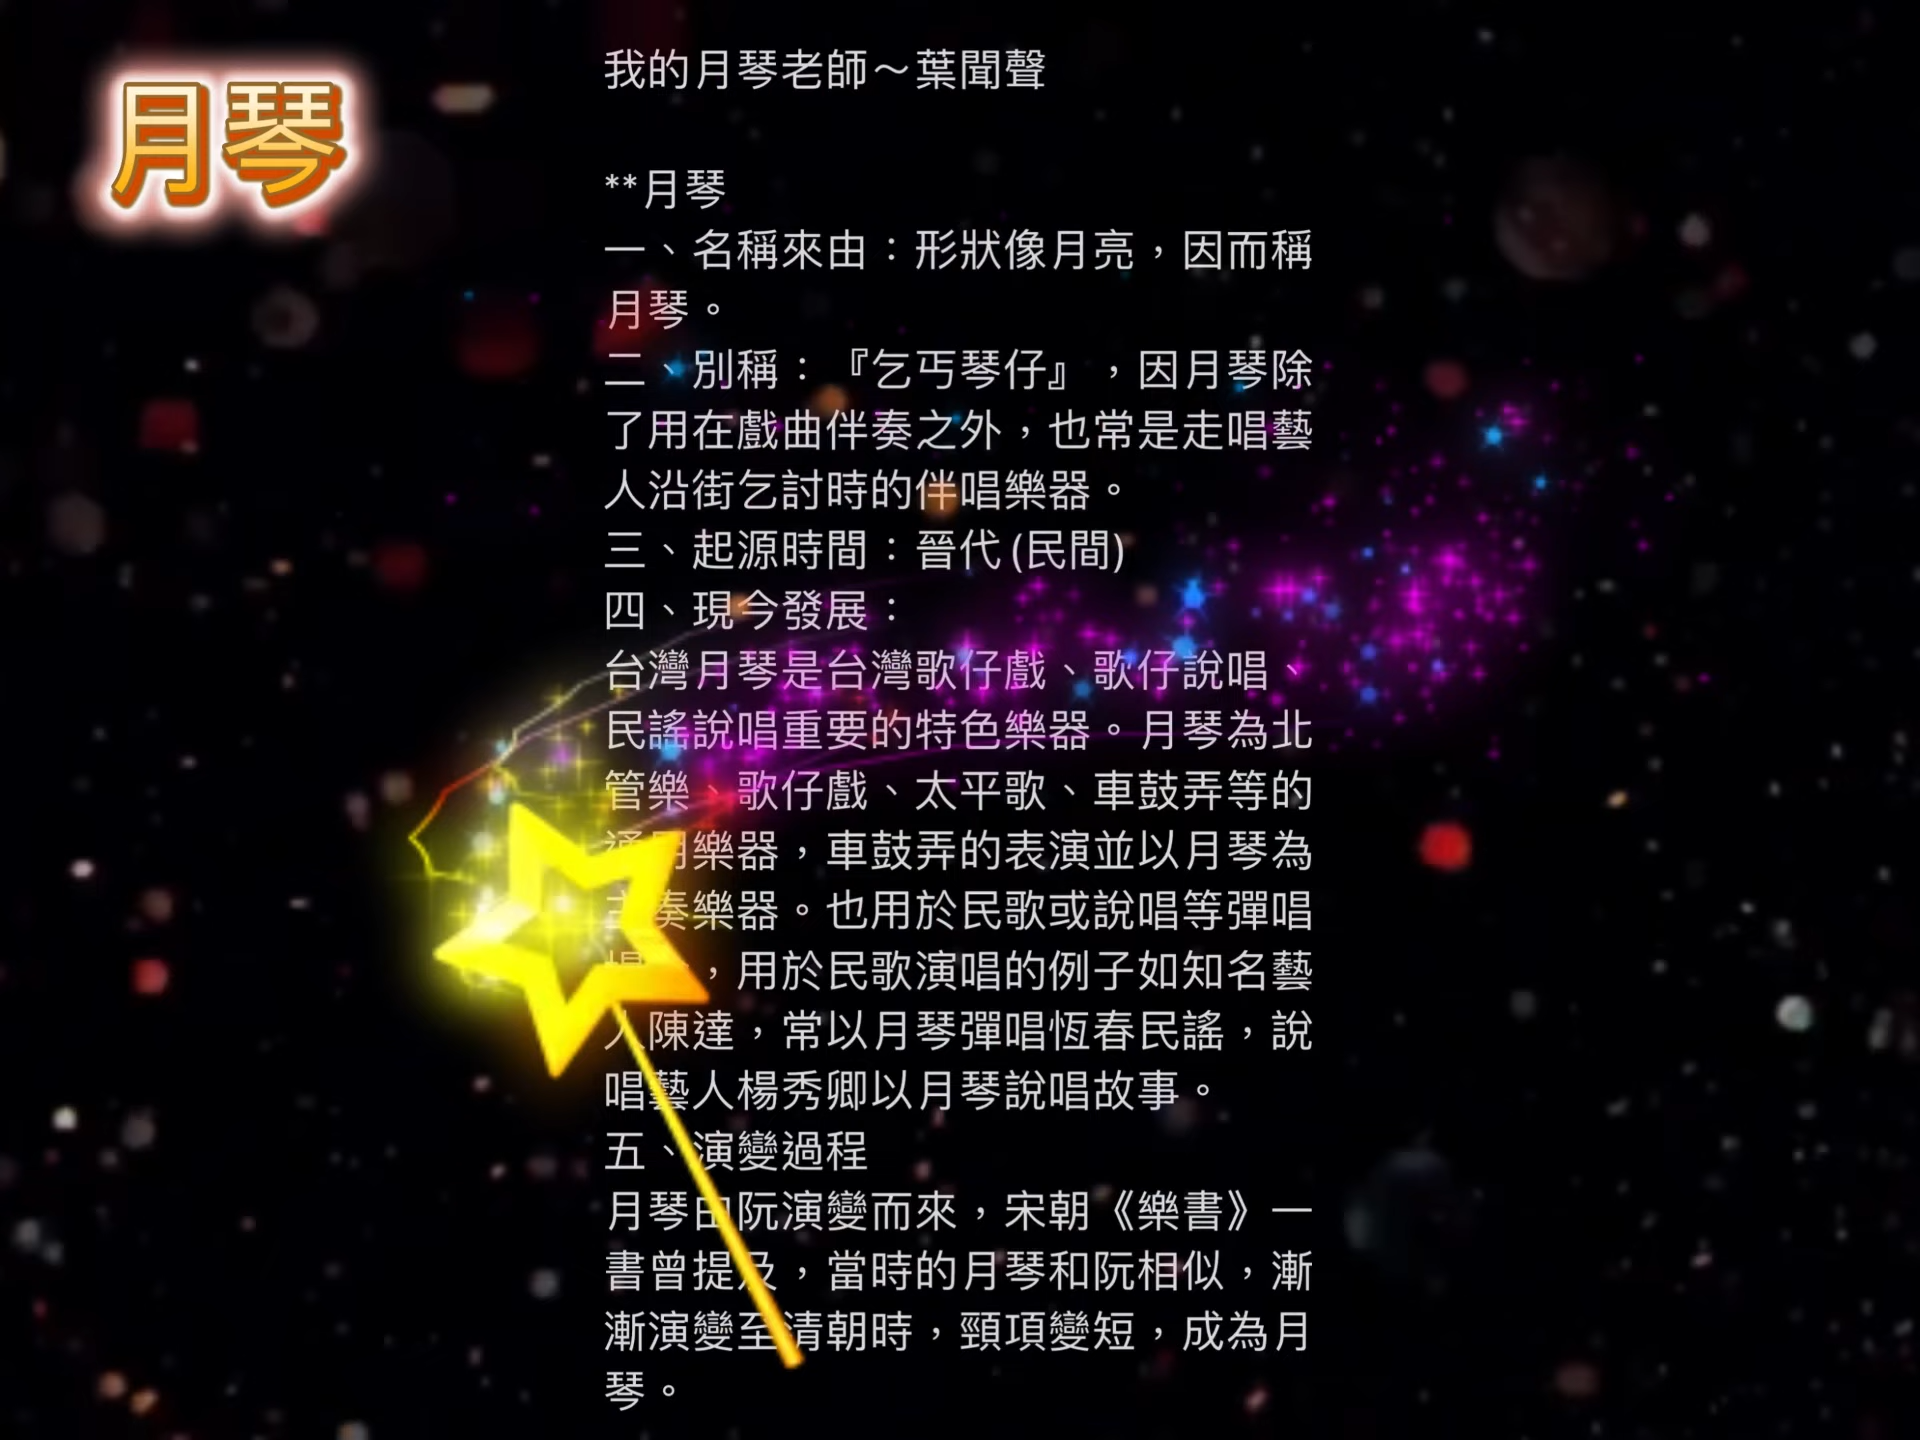 月琴
我的月琴老師～葉聞聲
**月琴
一、名稱來由：形狀像月亮，因而稱
月琴。
二、別稱：『乞丐琴仔』，因月琴除
了用在戲曲伴奏之外，也常是走唱藝
人沿街乞討時的伴唱樂器。
三、起源時間：晉代(民間)
四、現今發展：
台灣月琴是台灣歌仔戲、歌仔說唱、
民謠說唱重要的特色樂器。月琴為北
管樂、歌仔戲、太平歌、車鼓弄等的
通用樂器，車鼓弄的表演並以月琴為
主奏樂器。也用於民歌或說唱等彈唱
，用於民歌演唱的例子如知名藝
人陳達，常以月琴彈唱恆春民謠，說
唱藝人楊秀卿以月琴說唱故事。
五、演變過程
月琴由阮演變而來，宋朝《樂書》一
書曾提及，當時的月琴和阮相似，漸
漸演變至清朝時，頸項變短，成為月
琴。